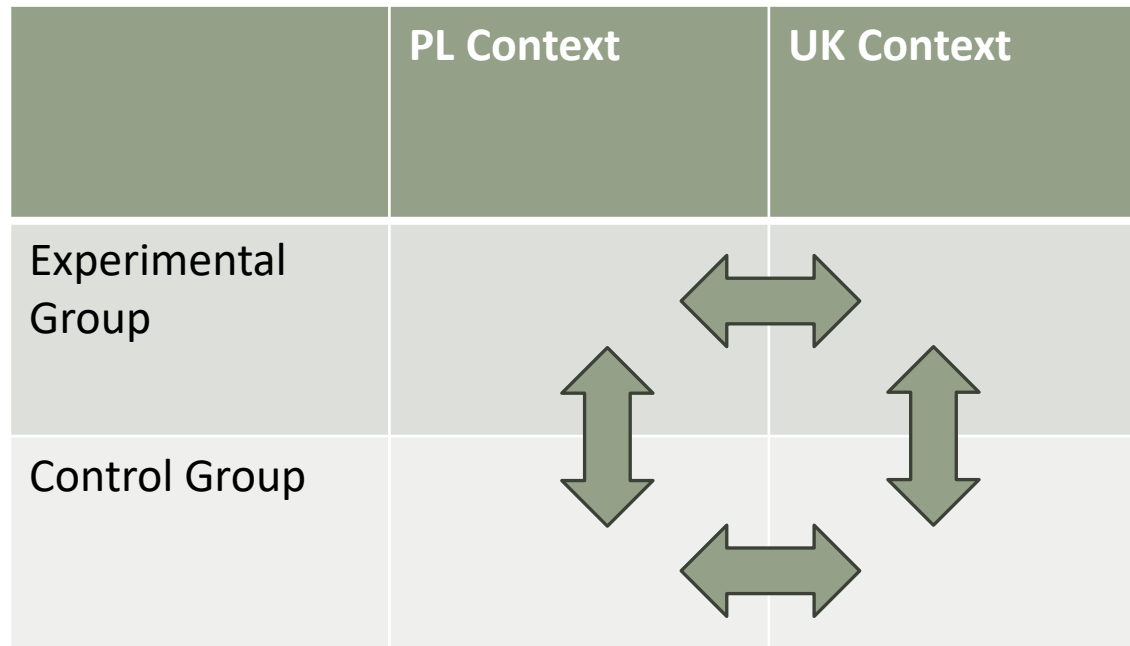 PL Context
UK Context
Experimental
Group
Control Group